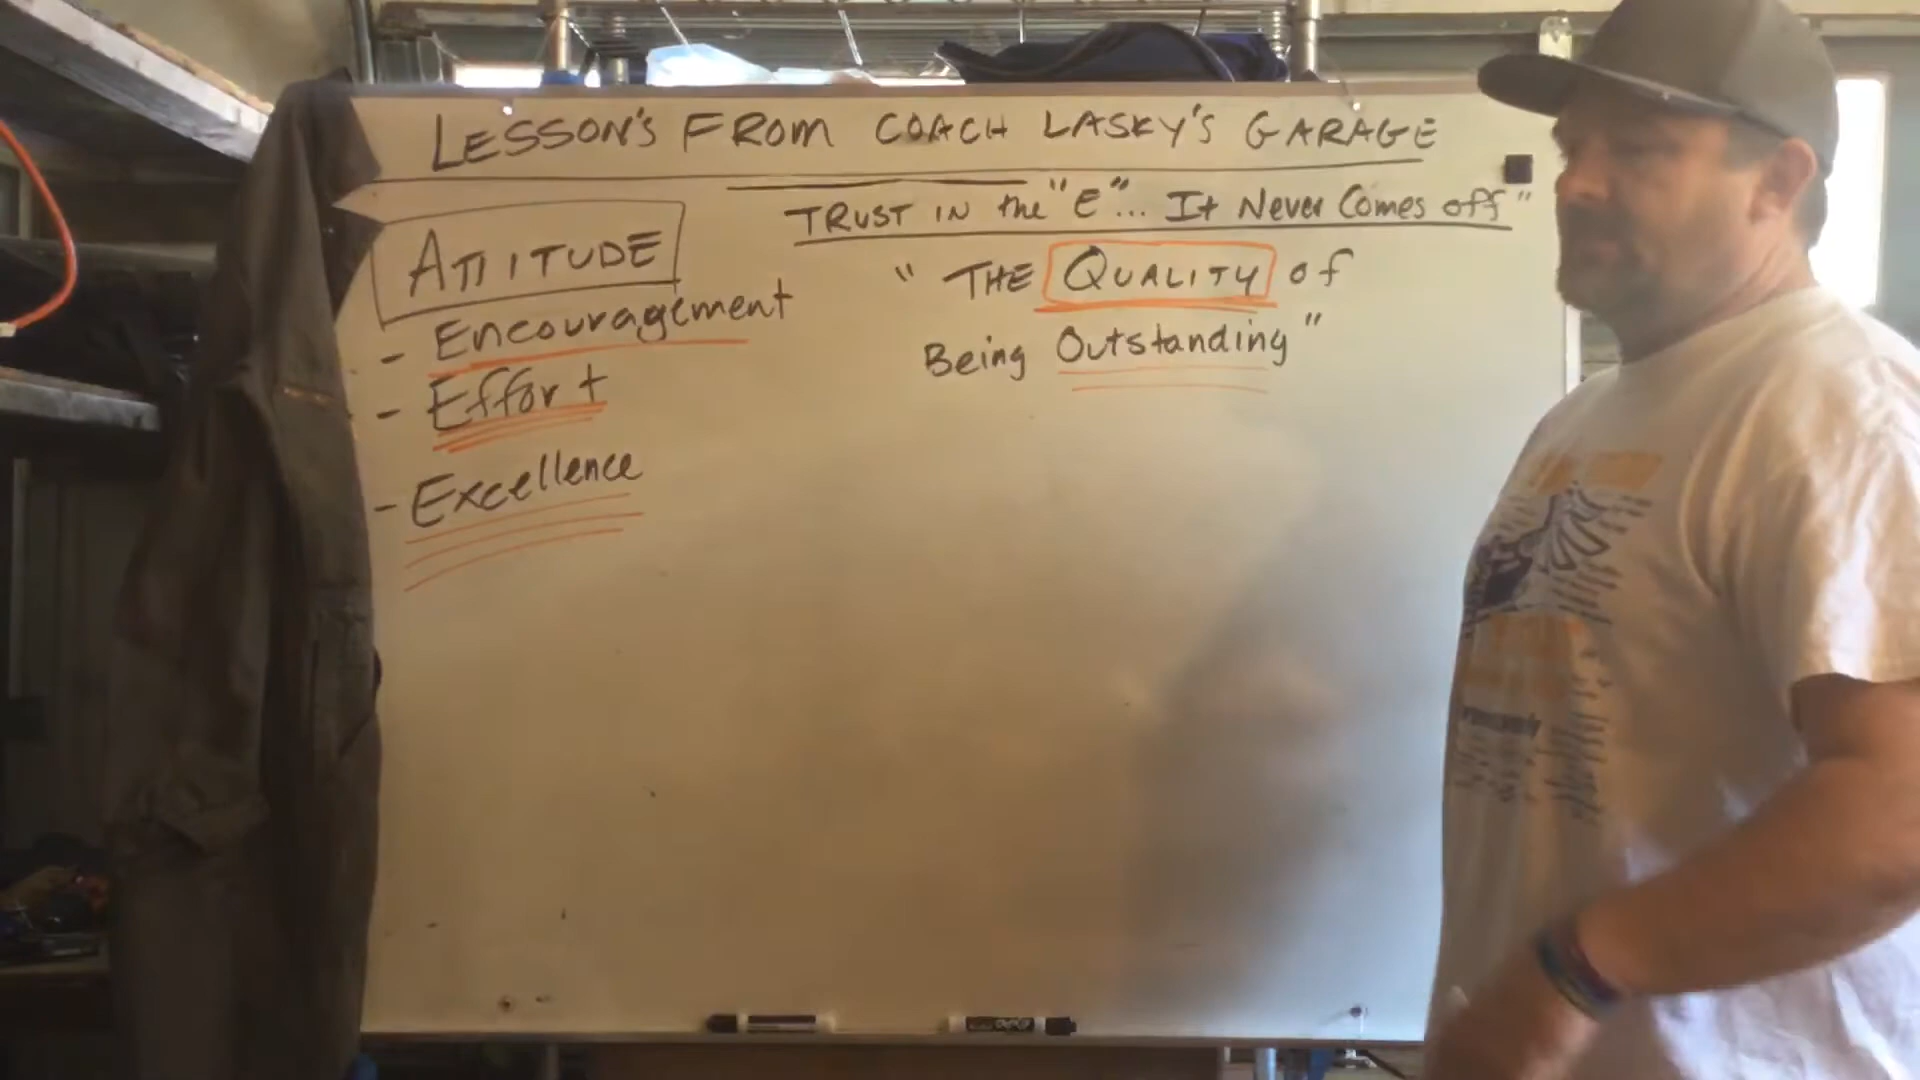 LESSON'S FROM COACH LASKY'S GARAGE
TRUST IN the "E"... It Never Comes off"
ATTITUDE
- Encouragement
- Effort
- Excellence
" THE QUALITY of
Being Outstanding"